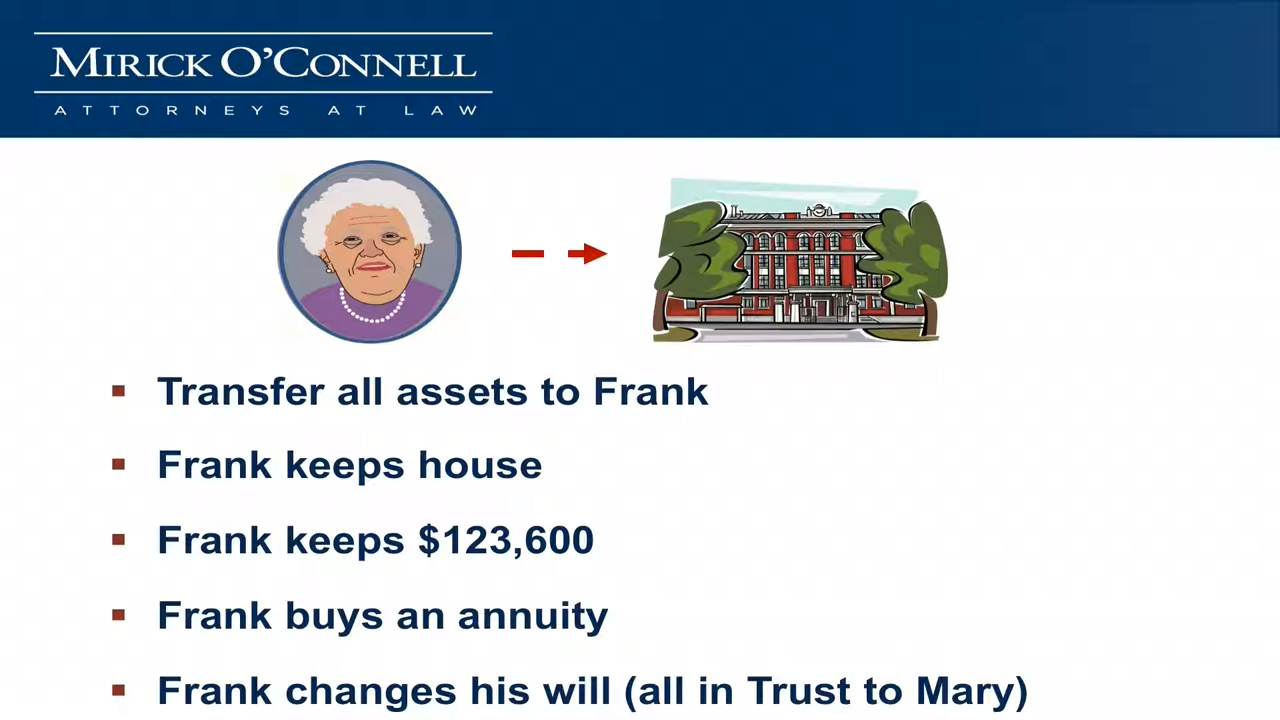 MIRICK O'CONNELL
ATTORNEYS AT LAW
Transfer all assets to Frank
Frank keeps house
Frank keeps $123,600
Frank buys an annuity
Frank changes his will (all in Trust to Mary)